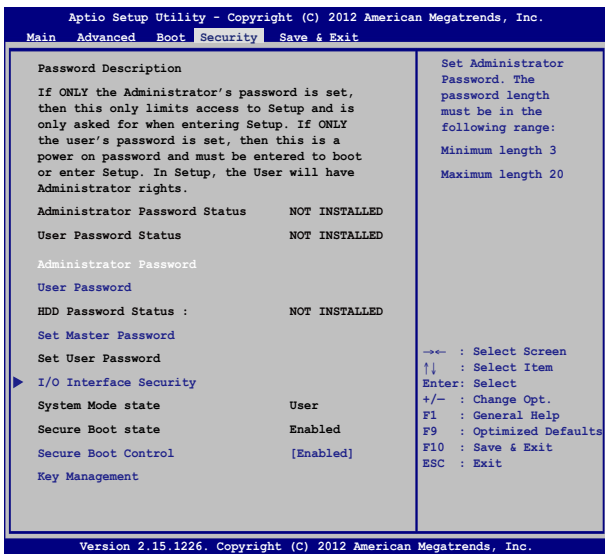 Aptio Setup Utility - Copyright (C) 2012 American Megatrends, Inc.
Main Advanced Boot Security Save & Exit
Password Description
If ONLY the Administrator's password is set,
then this only limits access to Setup and is
only asked for when entering Setup. If ONLY
the user's password is set, then this is a
power on password and must be entered to boot
or enter Setup. In Setup, the User will have
Administrator rights.
Administrator Password Status NOT INSTALLED
User Password Status NOT INSTALLED
Administrator Password
User Password
HDD Password Status : NOT INSTALLED
Set Master Password
Set User Password
I/O Interface Security
System Mode state User
Secure Boot state Enabled
Secure Boot Control [Enabled]
Key Management
Set Administrator
Password. The
password length
must be in the
following range:
Minimum length 3
Maximum length 20
→← : Select Screen
↑↓ : Select Item
Enter: Select
+/— : Change Opt.
F1 : General Help
F9 : Optimized Defaults
F10 : Save & Exit
ESC : Exit
Version 2.15.1226. Copyright (C) 2012 American Megatrends, Inc.